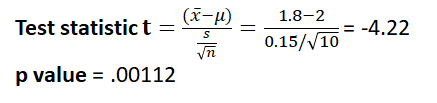 Test statistic t = (x̄−μ) / (s/√n) = 1.8−2 / 0.15/√10 = -4.22
p value = .00112